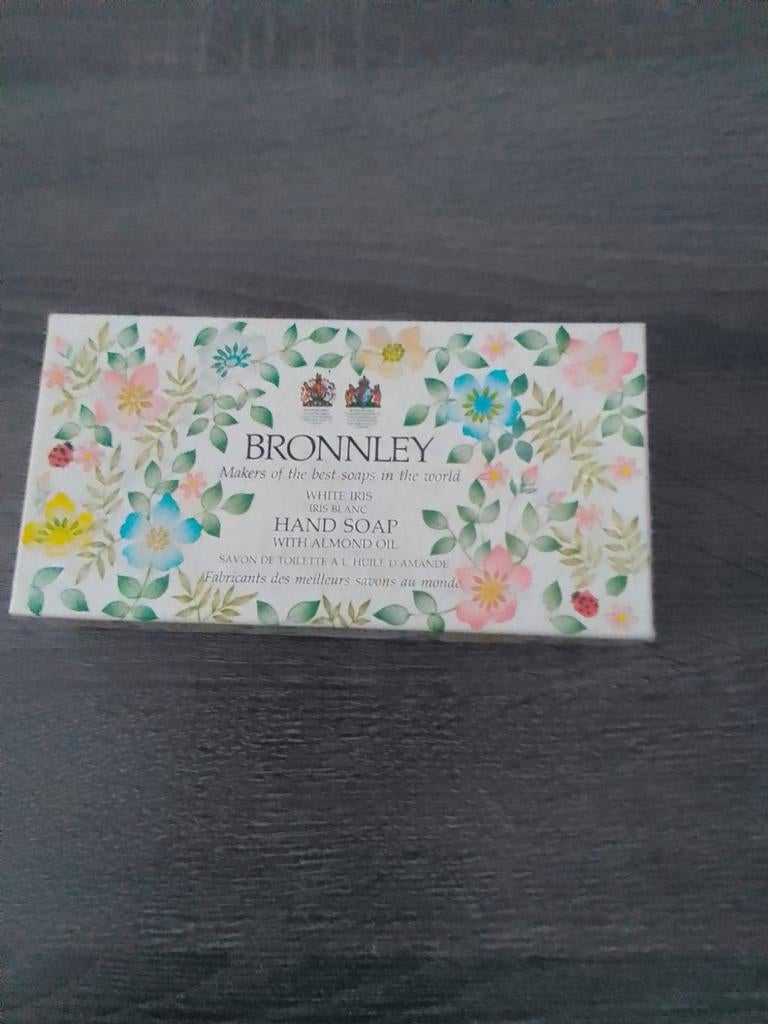 BRONNLEY
Makers of the best soaps in the world
WHITE IRIS
IRIS BLANC
HAND SOAP
WITH ALMOND OIL
SAVON DE TOILETTE A L HUILE D'AMANDE
Fabricants des meilleurs savons au monde